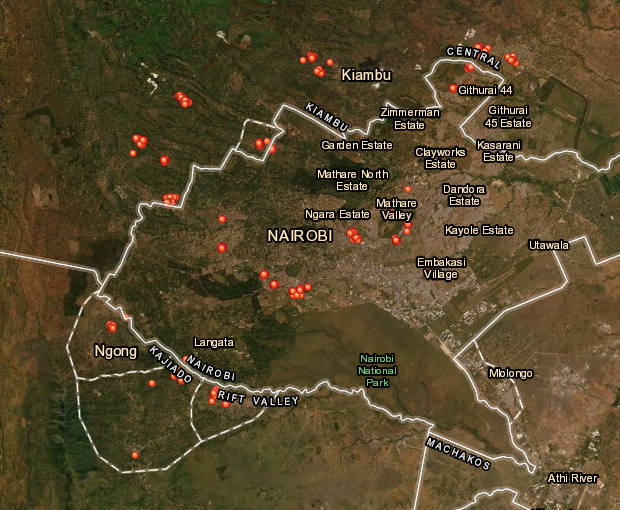 CENTRAL
Kiambu
Githurai 44
KIAMBU
Zimmerman
Estate
Githurai
45 Estate
Garden Estate
Clayworks
Estate
Kasarani
Estate
Mathare North
Estate
Dandora
Estate
Ngara Estate
Mathare
Valley
NAIROBI
Kayole Estate
Utawala
Embakasi
Village
Langata
Ngong
NAIROBI
KAJIADO
Nairobi
National
Park
Mlolongo
RIFT VALLEY
MACHAKOS
Athi River